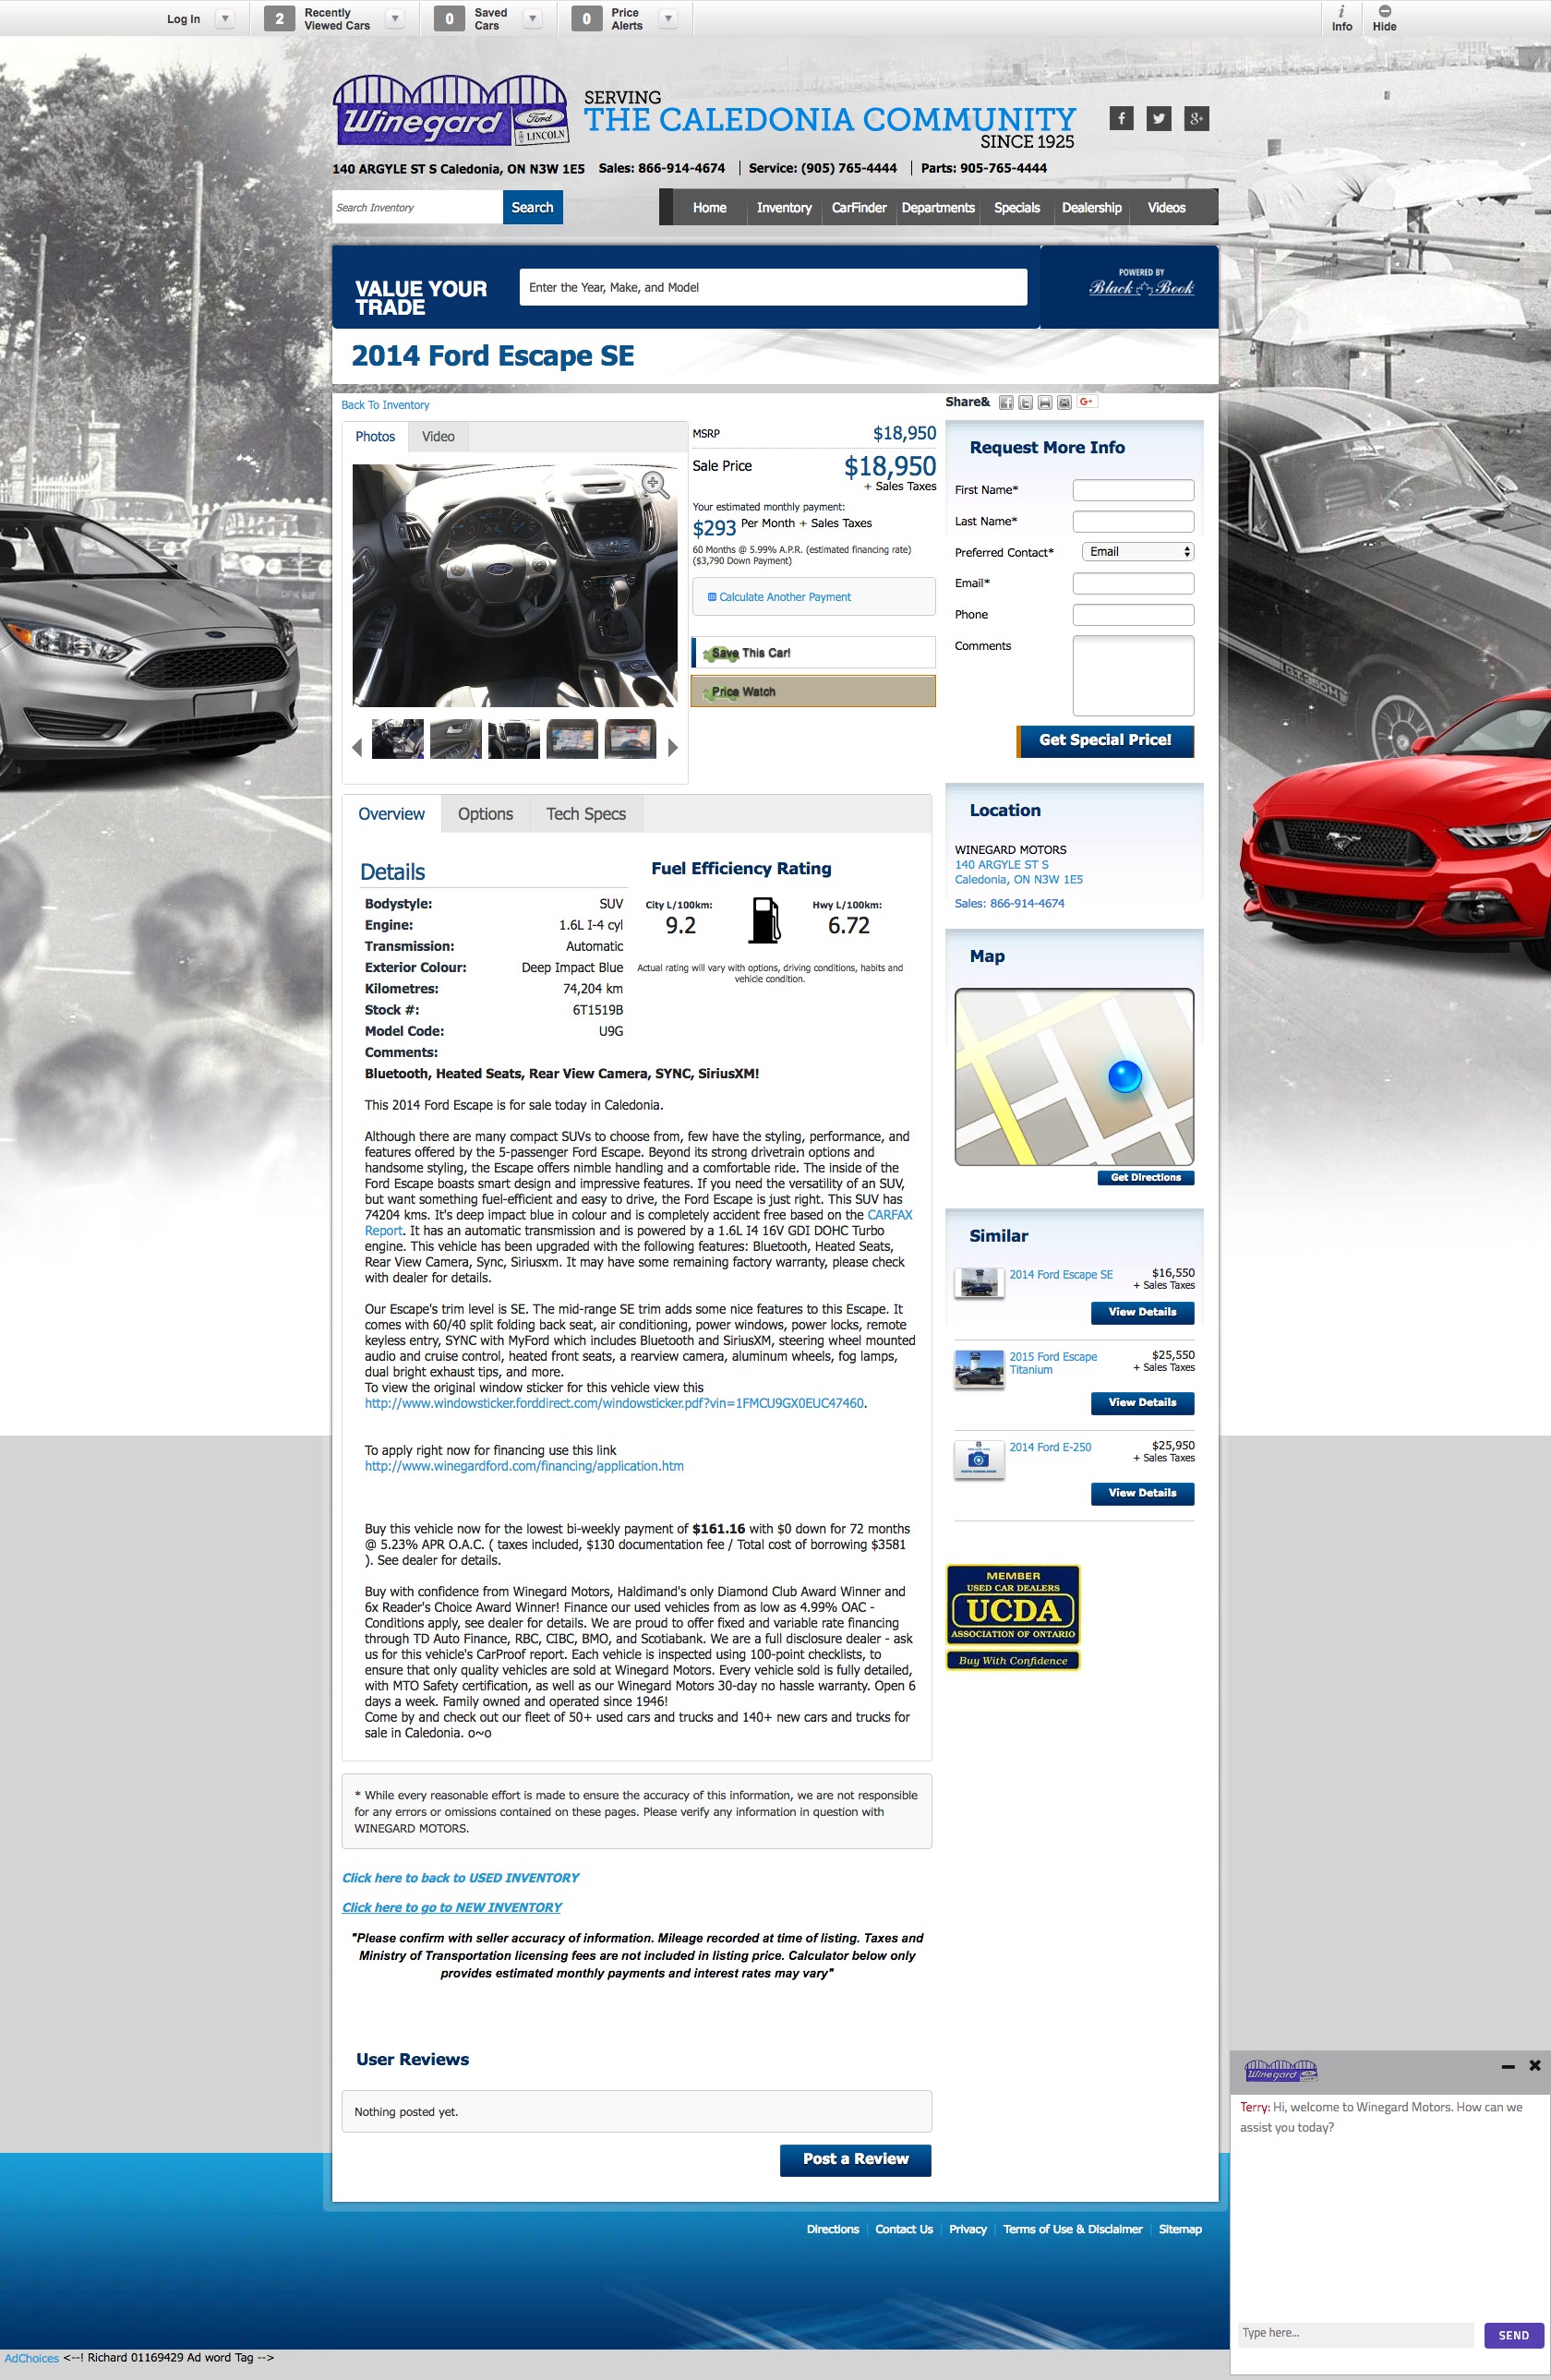 Log In
2 Recently Viewed Cars
0 Saved Cars
0 Price Alerts
Info
Hide
Winegard Ford LINCOLN
SERVING
THE CALEDONIA COMMUNITY
SINCE 1925
140 ARGYLE ST S Caledonia, ON N3W 1E5 Sales: 866-914-4674 Service: (905) 765-4444 Parts: 905-765-4444
Search Inventory Search
Home Inventory CarFinder Departments Specials Dealership Videos
VALUE YOUR TRADE
Enter the Year, Make, and Model
POWERED BY
Black Book
2014 Ford Escape SE
Back To Inventory
Photos Video
MSRP $18,950
Sale Price $18,950
+ Sales Taxes
Your estimated monthly payment:
$293 Per Month + Sales Taxes
60 Months @ 5.99% A.P.R. (estimated financing rate)
($3,790 Down Payment)
Calculate Another Payment
Save This Car!
Price Watch
Share&
G+
Request More Info
First Name*
Last Name*
Preferred Contact* Email
Email*
Phone
Comments
Get Special Price!
Location
WINEGARD MOTORS
140 ARGYLE ST S
Caledonia, ON N3W 1E5
Sales: 866-914-4674
Map
Get Directions
Similar
2014 Ford Escape SE $16,550
+ Sales Taxes
View Details
2015 Ford Escape Titanium $25,550
+ Sales Taxes
View Details
2014 Ford E-250 $25,950
+ Sales Taxes
View Details
MEMBER
USED CAR DEALERS
UCDA
ASSOCIATION OF ONTARIO
Buy With Confidence
Overview Options Tech Specs
Details
Bodystyle: SUV
Engine: 1.6L I-4 cyl
Transmission: Automatic
Exterior Colour: Deep Impact Blue
Kilometres: 74,204 km
Stock #: 6T1519B
Model Code: U9G
Fuel Efficiency Rating
City L/100km: 9.2
Hwy L/100km: 6.72
Actual rating will vary with options, driving conditions, habits and
vehicle condition.
Comments:
Bluetooth, Heated Seats, Rear View Camera, SYNC, SiriusXM!
This 2014 Ford Escape is for sale today in Caledonia.
Although there are many compact SUVs to choose from, few have the styling, performance, and
features offered by the 5-passenger Ford Escape. Beyond its strong drivetrain options and
handsome styling, the Escape offers nimble handling and a comfortable ride. The inside of the
Ford Escape boasts smart design and impressive features. If you need the versatility of an SUV,
but want something fuel-efficient and easy to drive, the Ford Escape is just right. This SUV has
74204 kms. It's deep impact blue in colour and is completely accident free based on the CARFAX
Report. It has an automatic transmission and is powered by a 1.6L I4 16V GDI DOHC Turbo
engine. This vehicle has been upgraded with the following features: Bluetooth, Heated Seats,
Rear View Camera, Sync, Siriusxm. It may have some remaining factory warranty, please check
with dealer for details.
Our Escape's trim level is SE. The mid-range SE trim adds some nice features to this Escape. It
comes with 60/40 split folding back seat, air conditioning, power windows, power locks, remote
keyless entry, SYNC with MyFord which includes Bluetooth and SiriusXM, steering wheel mounted
audio and cruise control, heated front seats, a rearview camera, aluminum wheels, fog lamps,
dual bright exhaust tips, and more.
To view the original window sticker for this vehicle view this
http://www.windowsticker.forddirect.com/windowsticker.pdf?vin=1FMCU9GX0EUC47460.
To apply right now for financing use this link
http://www.winegardford.com/financing/application.htm
Buy this vehicle now for the lowest bi-weekly payment of $161.16 with $0 down for 72 months
@ 5.23% APR O.A.C. ( taxes included, $130 documentation fee / Total cost of borrowing $3581
). See dealer for details.
Buy with confidence from Winegard Motors, Haldimand's only Diamond Club Award Winner and
6x Reader's Choice Award Winner! Finance our used vehicles from as low as 4.99% OAC -
Conditions apply, see dealer for details. We are proud to offer fixed and variable rate financing
through TD Auto Finance, RBC, CIBC, BMO, and Scotiabank. We are a full disclosure dealer - ask
us for this vehicle's CarProof report. Each vehicle is inspected using 100-point checklists, to
ensure that only quality vehicles are sold at Winegard Motors. Every vehicle sold is fully detailed,
with MTO Safety certification, as well as our Winegard Motors 30-day no hassle warranty. Open 6
days a week. Family owned and operated since 1946!
Come by and check out our fleet of 50+ used cars and trucks and 140+ new cars and trucks for
sale in Caledonia. o~o
* While every reasonable effort is made to ensure the accuracy of this information, we are not responsible
for any errors or omissions contained on these pages. Please verify any information in question with
WINEGARD MOTORS.
Click here to back to USED INVENTORY
Click here to go to NEW INVENTORY
"Please confirm with seller accuracy of information. Mileage recorded at time of listing. Taxes and
Ministry of Transportation licensing fees are not included in listing price. Calculator below only
provides estimated monthly payments and interest rates may vary"
User Reviews
Nothing posted yet.
Post a Review
Winegard
Terry: Hi, welcome to Winegard Motors. How can we
assist you today?
Type here... SEND
Directions Contact Us Privacy Terms of Use & Disclaimer Sitemap
AdChoices <--! Richard 01169429 Ad word Tag -->